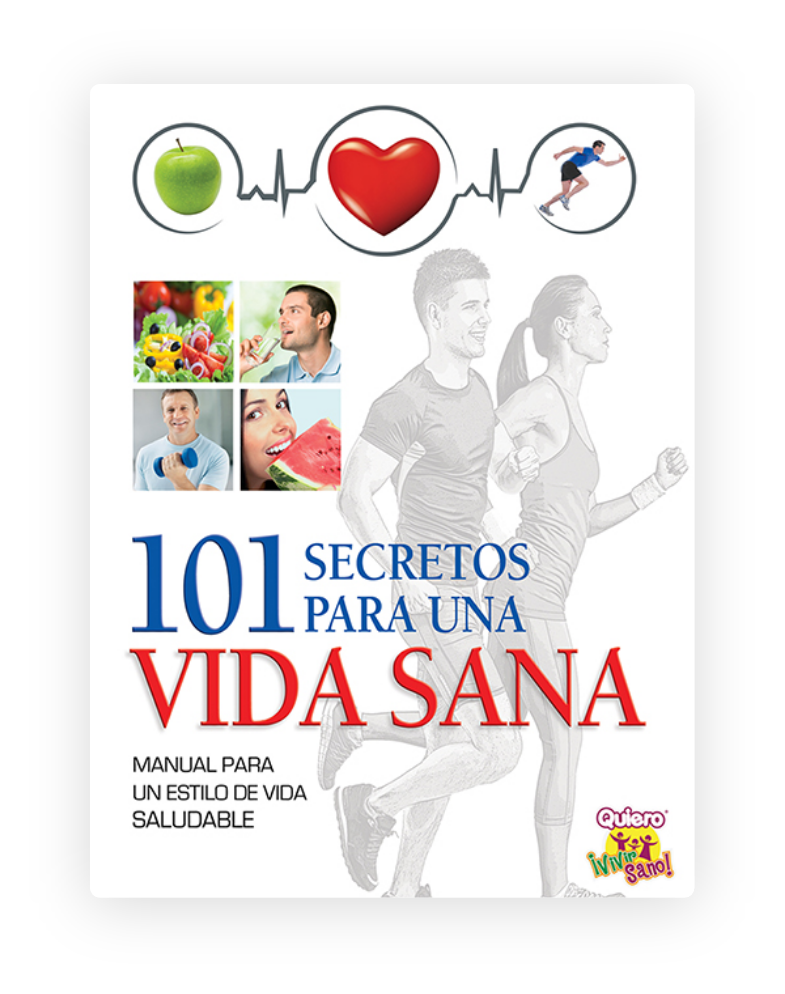 101 SECRETOS
PARA UNA
VIDA SANA
MANUAL PARA
UN ESTILO DE VIDA
SALUDABLE
Quiero
¡ViVir
Sano!